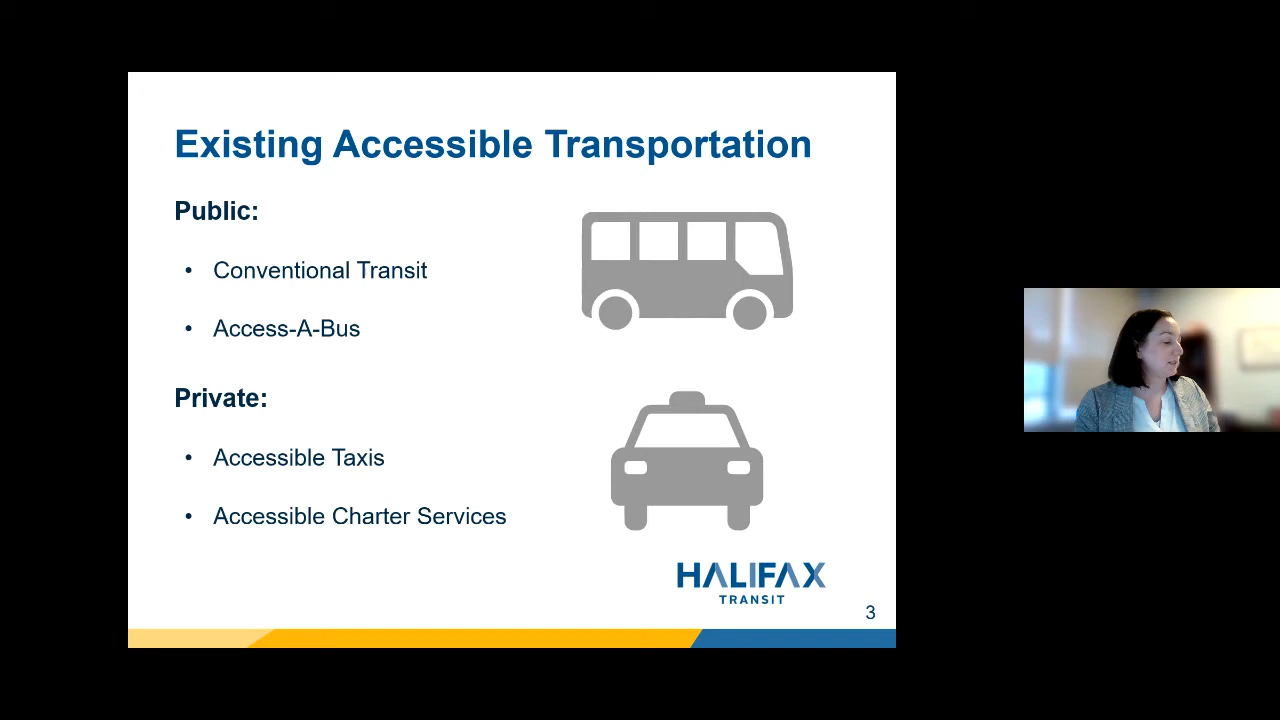 Existing Accessible Transportation
Public:
• Conventional Transit
• Access-A-Bus
Private:
• Accessible Taxis
• Accessible Charter Services
HALIFAX
TRANSIT
3